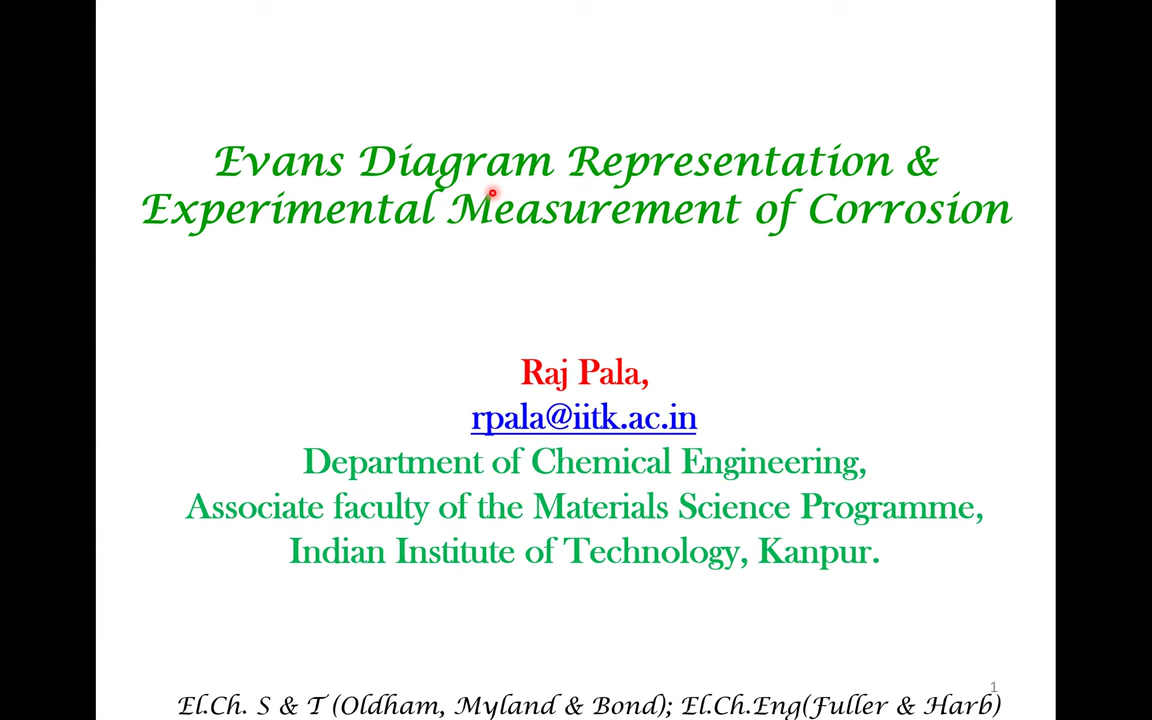 Evans Diagram Representation &
Experimental Measurement of Corrosion
Raj Pala,
rpala@iitk.ac.in
Department of Chemical Engineering,
Associate faculty of the Materials Science Programme,
Indian Institute of Technology, Kanpur.
1
El.Ch. S & T (Oldham, Myland & Bond); El.Ch.Eng(Fuller & Harb)